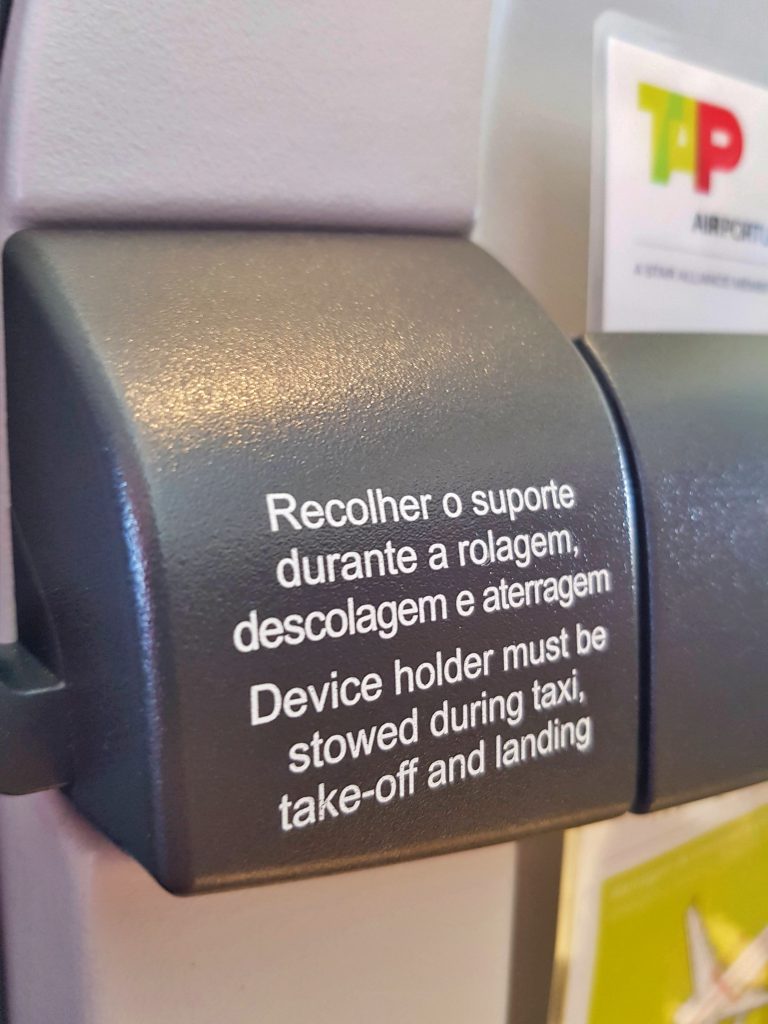 TAP
Recolher o suporte
durante a rolagem,
descolagem e aterragem
Device holder must be
stowed during taxi,
take-off and landing